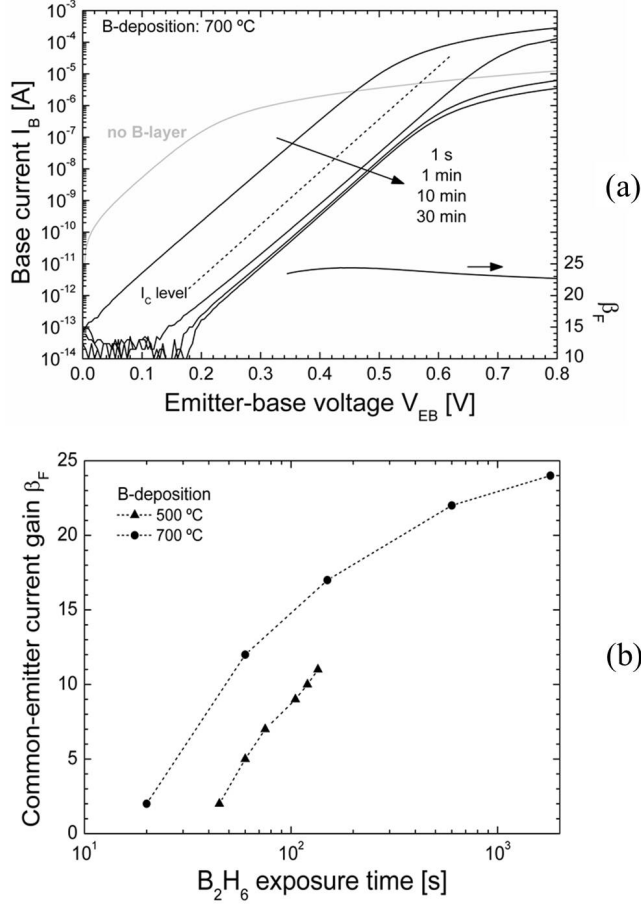 B-deposition: 700 ºC
Base current I_B [A]
10^-3
10^-4
10^-5
10^-6
10^-7
10^-8
10^-9
10^-10
10^-11
10^-12
10^-13
10^-14
no B-layer
1 s
1 min
10 min
30 min
I_C level
25
20
15
10
β_F
0.0 0.1 0.2 0.3 0.4 0.5 0.6 0.7 0.8
Emitter-base voltage V_EB [V]
(a)
Common-emitter current gain β_F
25
20
15
10
5
0
B-deposition
500 ºC
700 ºC
10^1 10^2 10^3
B_2H_6 exposure time [s]
(b)